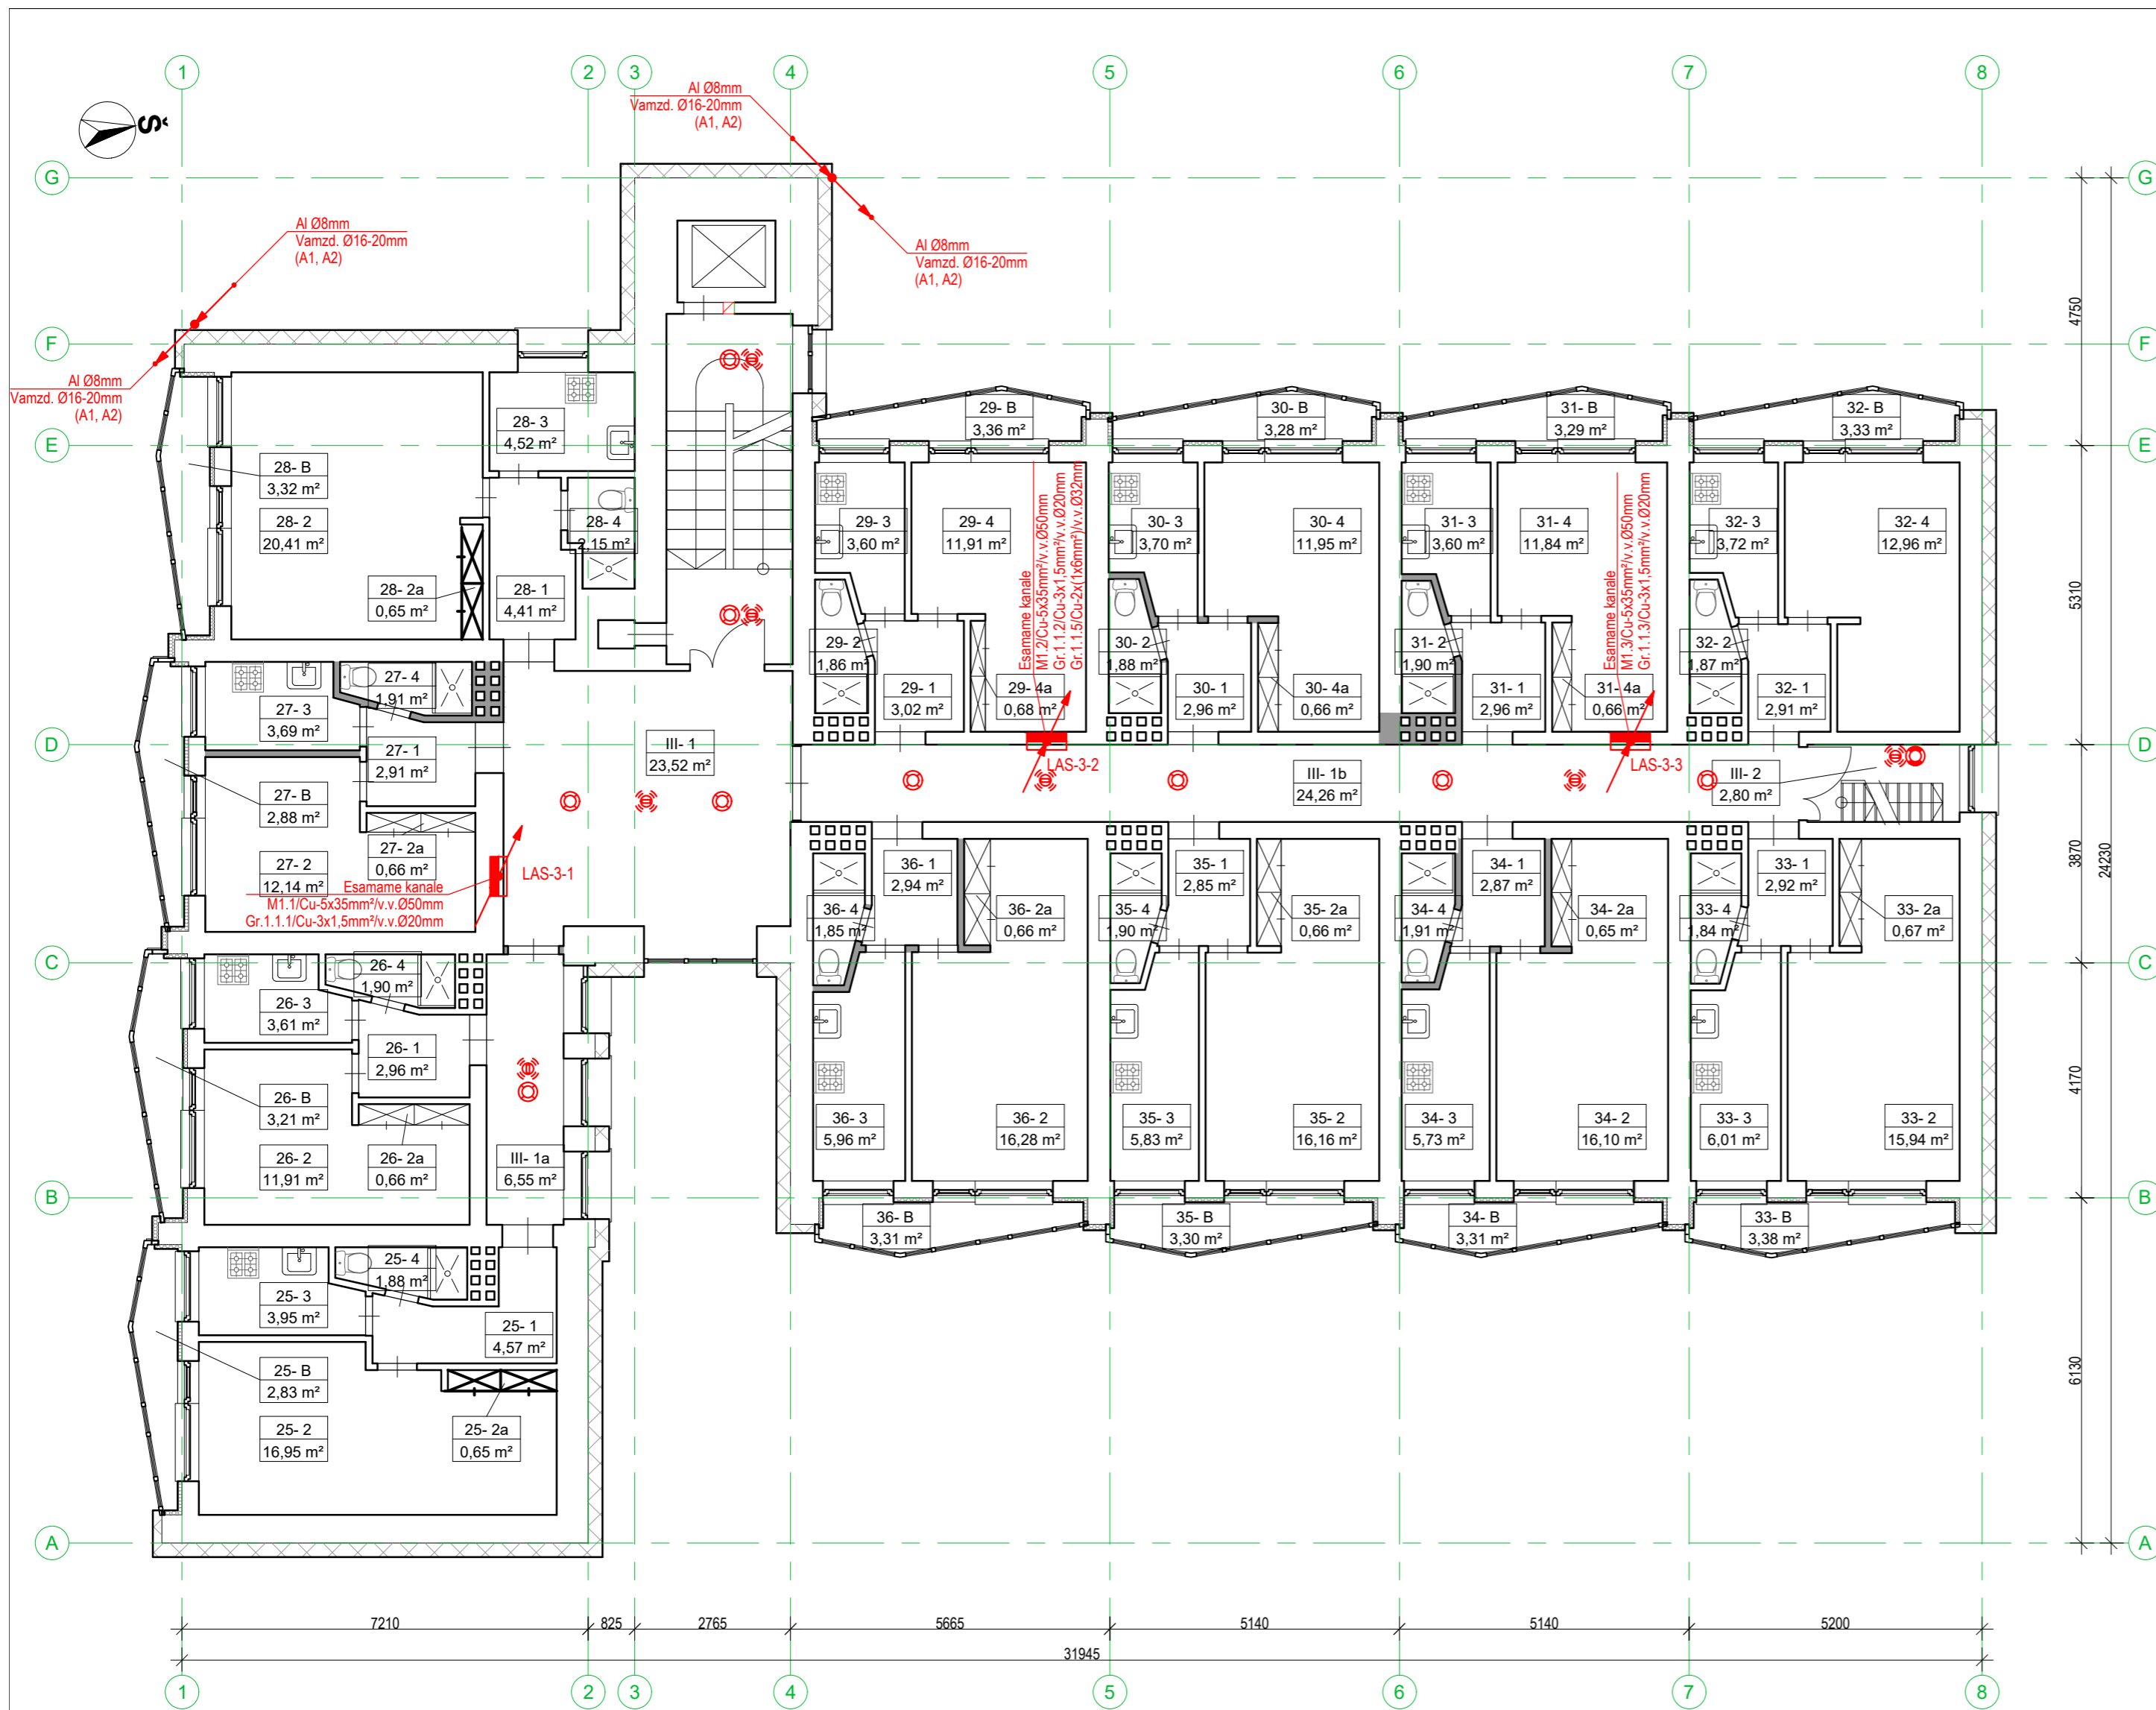 1
2
3
4
5
6
7
8
Š
Al Ø8mm
Vamzd. Ø16-20mm
(A1, A2)
G
G
Al Ø8mm
Vamzd. Ø16-20mm
(A1, A2)
Al Ø8mm
Vamzd. Ø16-20mm
(A1, A2)
4750
F
F
Al Ø8mm
Vamzd. Ø16-20mm
(A1, A2)
28- 3
4,52 m²
29- B
3,36 m²
30- B
3,28 m²
31- B
3,29 m²
32- B
3,33 m²
E
E
28- B
3,32 m²
28- 2
20,41 m²
28- 4
2,15 m²
28- 2a
0,65 m²
28- 1
4,41 m²
29- 3
3,60 m²
29- 4
11,91 m²
Esamame kanale
M1.2/Cu-5x35mm²/v.v.Ø50mm
Gr.1.1.2/Cu-3x1,5mm²/v.v.Ø20mm
Gr.1.1.5/Cu-2x(1x6mm²)/v.v.Ø32mm
30- 3
3,70 m²
30- 4
11,95 m²
31- 3
3,60 m²
31- 4
11,84 m²
Esamame kanale
M1.3/Cu-5x35mm²/v.v.Ø50mm
Gr.1.1.3/Cu-3x1,5mm²/v.v.Ø20mm
32- 3
3,72 m²
32- 4
12,96 m²
5310
29- 2
1,86 m²
30- 2
1,88 m²
31- 2
1,90 m²
32- 2
1,87 m²
29- 1
3,02 m²
29- 4a
0,68 m²
30- 1
2,96 m²
30- 4a
0,66 m²
31- 1
2,96 m²
31- 4a
0,66 m²
32- 1
2,91 m²
27- 4
1,91 m²
27- 3
3,69 m²
27- 1
2,91 m²
D
D
III- 1
23,52 m²
LAS-3-2
III- 1b
24,26 m²
LAS-3-3
III- 2
2,80 m²
27- B
2,88 m²
27- 2
12,14 m²
27- 2a
0,66 m²
Esamame kanale
M1.1/Cu-5x35mm²/v.v.Ø50mm
Gr.1.1.1/Cu-3x1,5mm²/v.v.Ø20mm
LAS-3-1
36- 1
2,94 m²
35- 1
2,85 m²
34- 1
2,87 m²
33- 1
2,92 m²
3870
24230
36- 4
1,85 m²
36- 2a
0,66 m²
35- 4
1,90 m²
35- 2a
0,66 m²
34- 4
1,91 m²
34- 2a
0,65 m²
33- 4
1,84 m²
33- 2a
0,67 m²
C
C
26- 4
1,90 m²
26- 3
3,61 m²
26- 1
2,96 m²
26- B
3,21 m²
26- 2
11,91 m²
26- 2a
0,66 m²
III- 1a
6,55 m²
4170
36- 3
5,96 m²
36- 2
16,28 m²
35- 3
5,83 m²
35- 2
16,16 m²
34- 3
5,73 m²
34- 2
16,10 m²
33- 3
6,01 m²
33- 2
15,94 m²
B
B
36- B
3,31 m²
35- B
3,30 m²
34- B
3,31 m²
33- B
3,38 m²
25- 4
1,88 m²
25- 3
3,95 m²
25- 1
4,57 m²
25- B
2,83 m²
25- 2
16,95 m²
25- 2a
0,65 m²
6130
A
A
7210
825
2765
5665
5140
5140
5200
31945
1
2
3
4
5
6
7
8